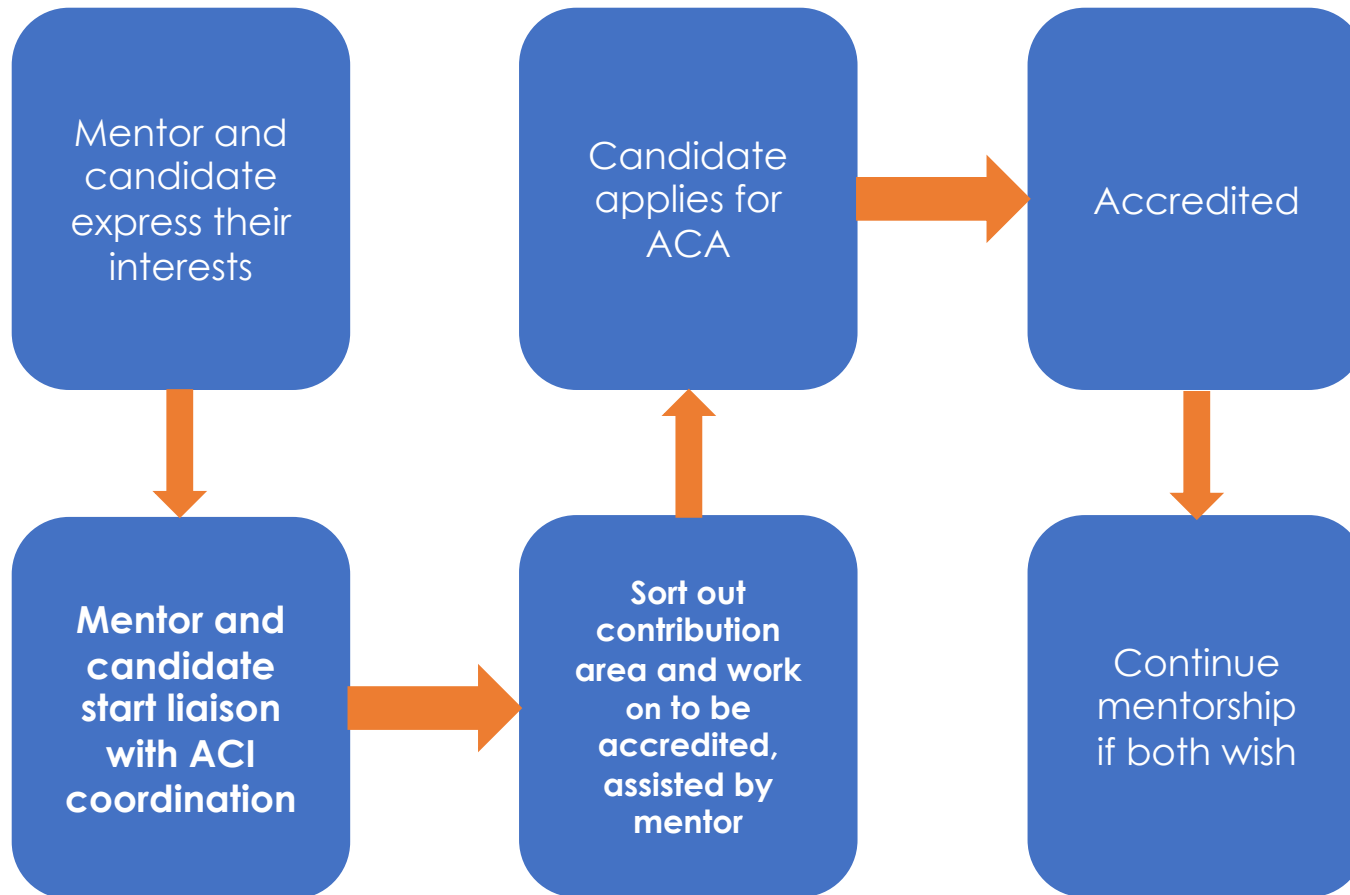 Mentor and
candidate
express their
interests
Mentor and
candidate
start liaison
with ACI
coordination
Sort out
contribution
area and work
on to be
accredited,
assisted by
mentor
Candidate
applies for
ACA
Accredited
Continue
mentorship
if both wish